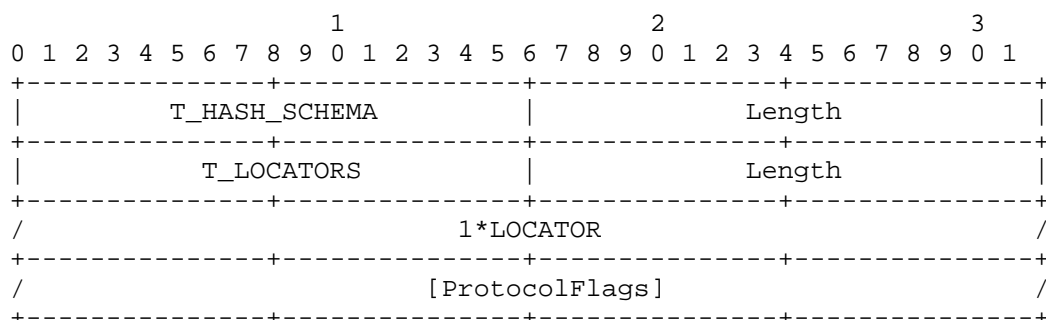 1                   2                   3
0 1 2 3 4 5 6 7 8 9 0 1 2 3 4 5 6 7 8 9 0 1 2 3 4 5 6 7 8 9 0 1
+---------------+---------------+---------------+---------------+
|         T_HASH_SCHEMA         |             Length            |
+---------------+---------------+---------------+---------------+
|           T_LOCATORS          |             Length            |
+---------------+---------------+---------------+---------------+
/                           1*LOCATOR                           /
+---------------+---------------+---------------+---------------+
/                         [ProtocolFlags]                       /
+---------------+---------------+---------------+---------------+